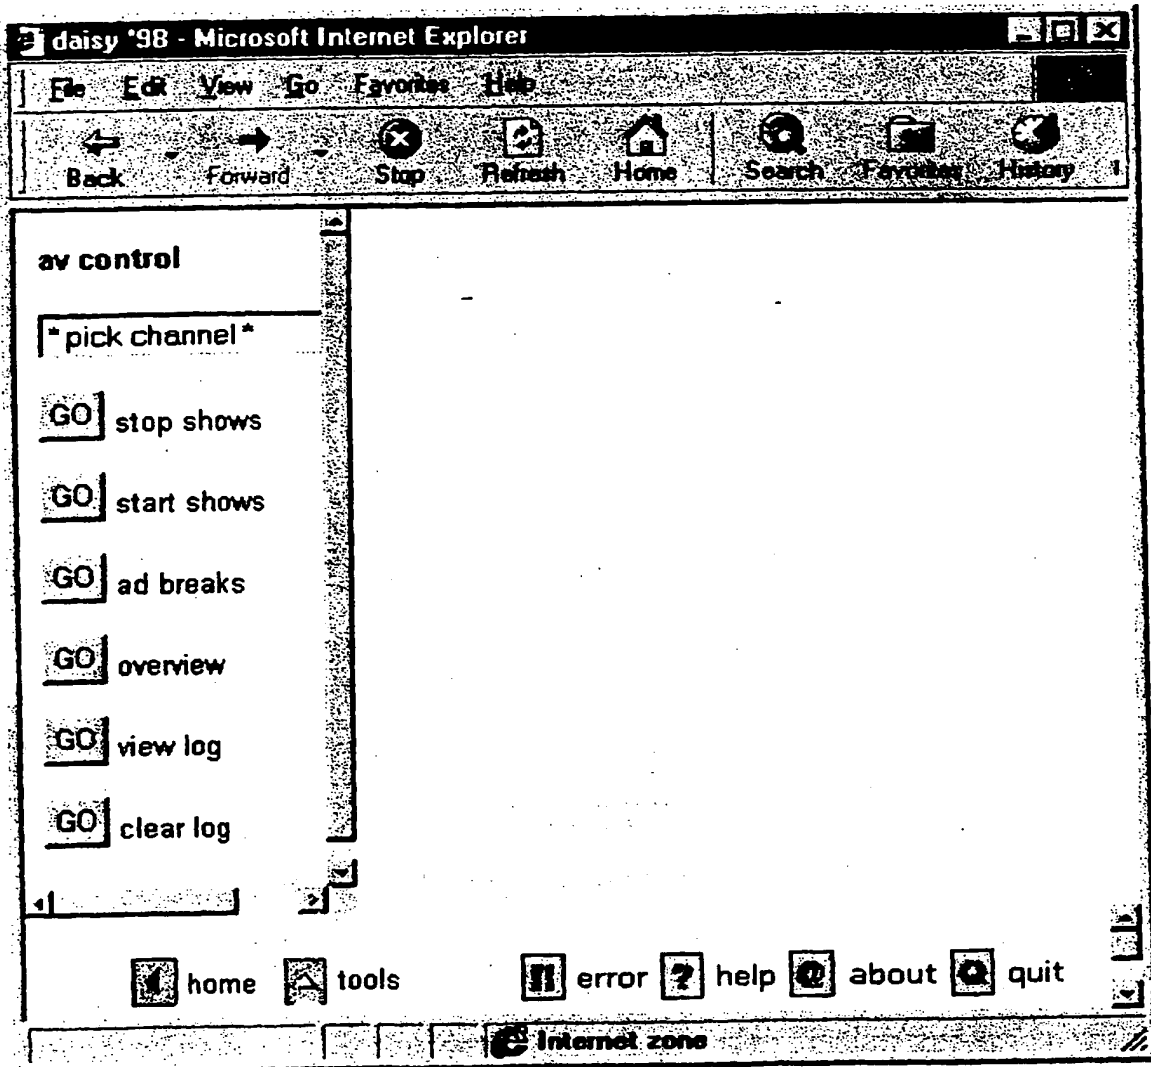 daisy '98 - Microsoft Internet Explorer
File Edit View Go Favorites Help
Back Forward Stop Refresh Home Search Favorites History
av control
*pick channel*
GO stop shows
GO start shows
GO ad breaks
GO overview
GO view log
GO clear log
home tools !! error ? help @ about quit
Internet zone